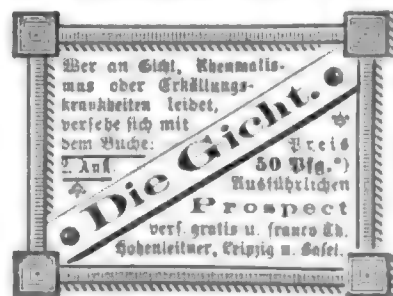 Wer an Gicht, Rheumatis-
mus oder Erkältungs-
krankheiten leidet,
versehe sich mit
dem Buche:
2. Aufl.
Die Gicht.
Preis
50 Pfg.*)
Ausführlichen
Prospect
vers. gratis u. franco Th.
Hohenleitner, Leipzig u. Basel.